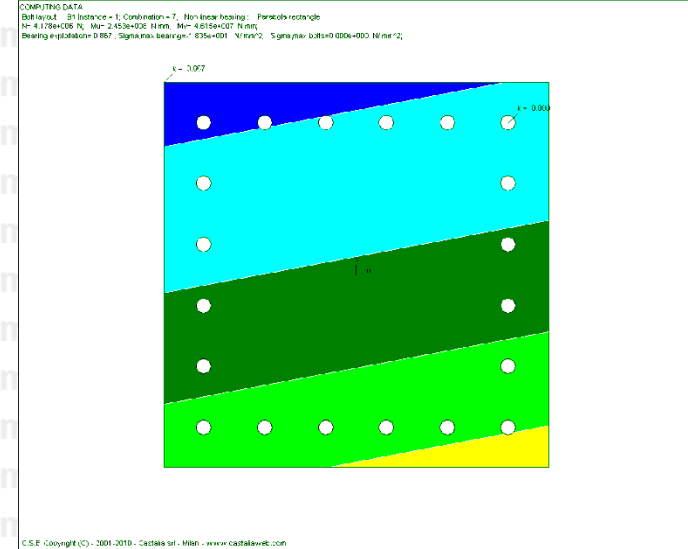 COMPUTING DATA
Bolt layout: B1 Instance = 1; Combination = 7, Non linear bearing: Parabola rectangle
N= 4.178e+006 N; Mu= 2.453e+008 N mm; Mv= 4.615e+007 N mm;
Bearing exploitation= 0.867; Sigma,max bearing=-1.835e+001 N/mm^2; Sigma,max bolts=0.000e+000 N/mm^2;
k = 0.867
k = 0.000
C.S.E. Copyright (C) - 2001-2010 - Castalia srl - Milan - www.castaliaweb.com